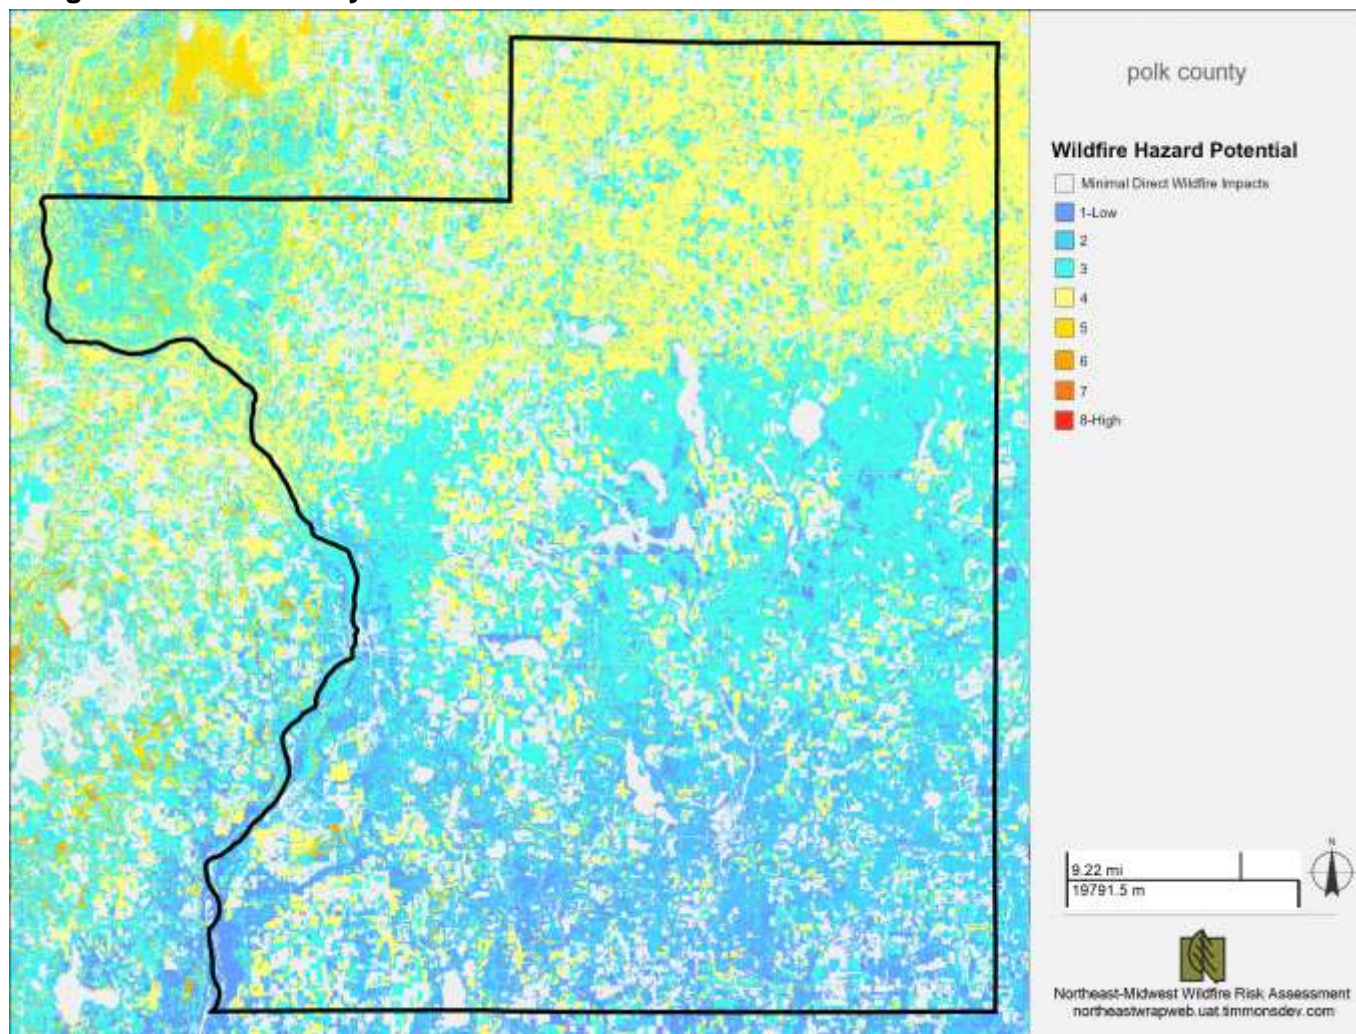 polk county
Wildfire Hazard Potential
Minimal Direct Wildfire Impacts
1-Low
2
3
4
5
6
7
8-High
N
9.22 mi
19791.5 m
Northeast-Midwest Wildfire Risk Assessment
northeastwrapweb.uat.timmonsdev.com